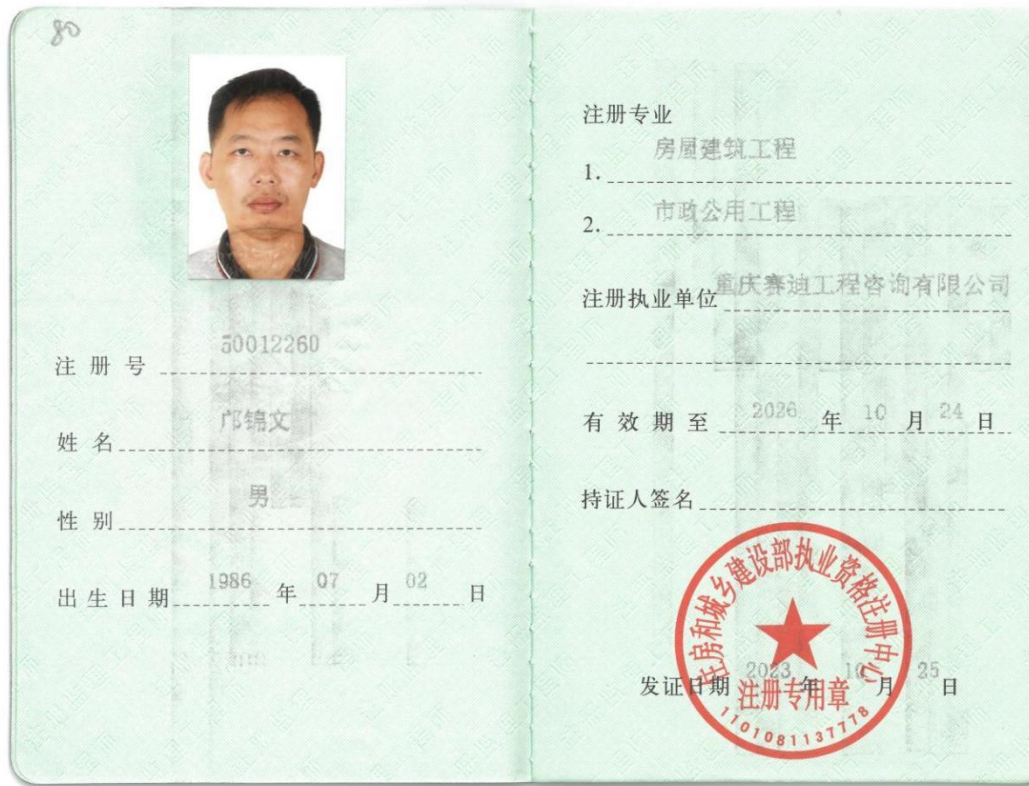 80
注册号 50012260
姓名 邝锦文
性别 男
出生日期 1986 年 07 月 02 日
注册专业
1. 房屋建筑工程
2. 市政公用工程
注册执业单位 重庆赛迪工程咨询有限公司
有效期至 2026 年 10 月 24 日
持证人签名
住房和城乡建设部执业资格注册中心
发证日期 2023 年 10 月 25 日
注册专用章
1101081137778